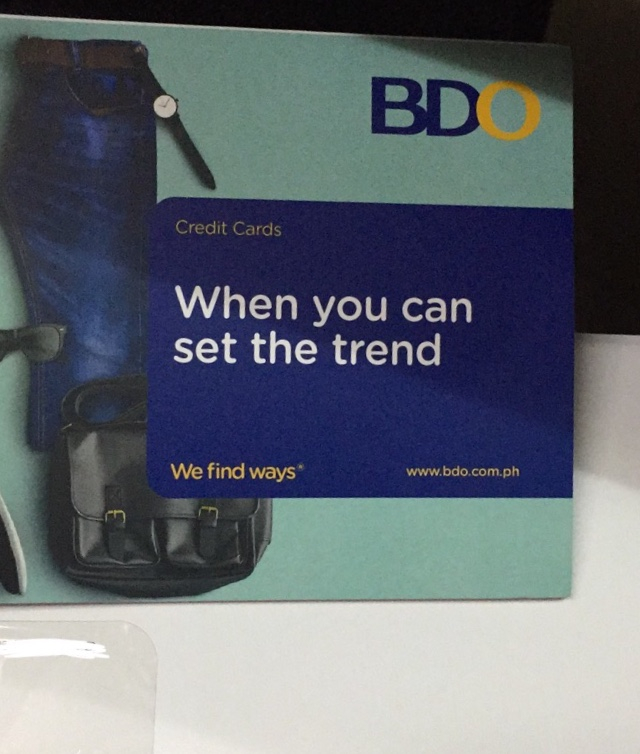 BDO
Credit Cards
When you can
set the trend
We find ways®
www.bdo.com.ph